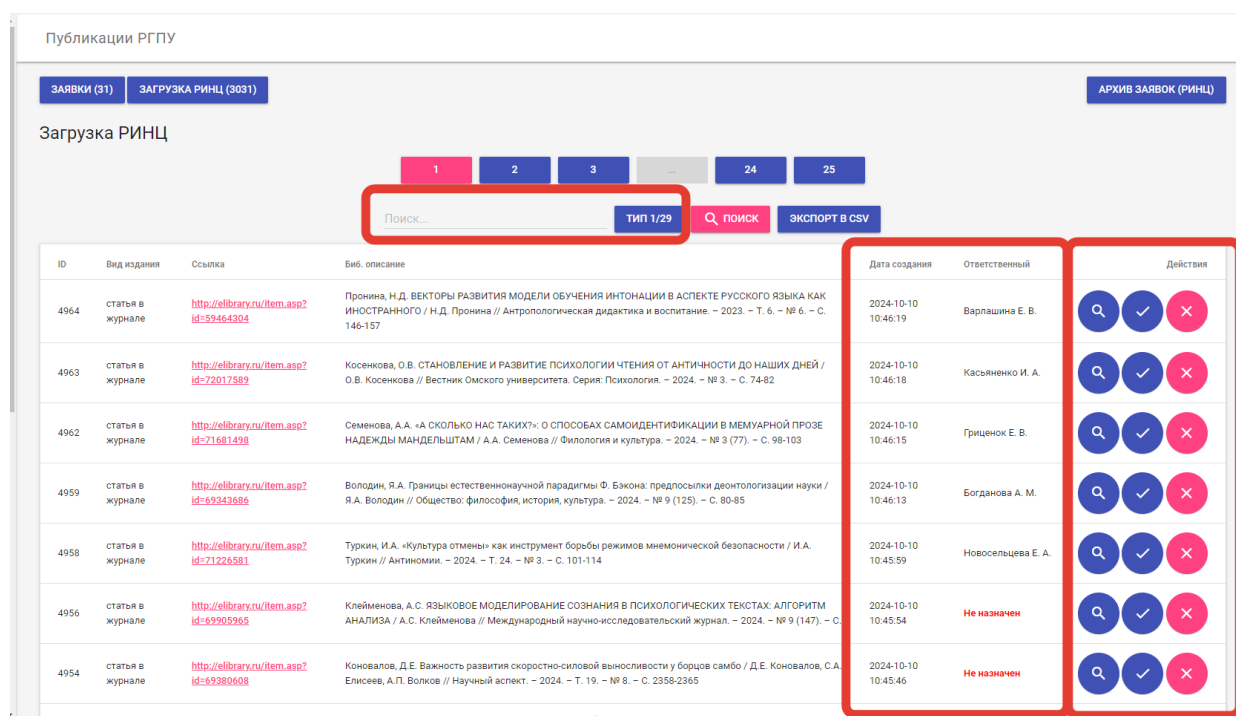 Публикации РГПУ
ЗАЯВКИ (31) ЗАГРУЗКА РИНЦ (3031) АРХИВ ЗАЯВОК (РИНЦ)
Загрузка РИНЦ
1 2 3 ... 24 25
Поиск... ТИП 1/29 ПОИСК ЭКСПОРТ В CSV
ID Вид издания Ссылка Биб. описание Дата создания Ответственный Действия
4964 статья в журнале http://elibrary.ru/item.asp?id=59464304
Пронина, Н.Д. ВЕКТОРЫ РАЗВИТИЯ МОДЕЛИ ОБУЧЕНИЯ ИНТОНАЦИИ В АСПЕКТЕ РУССКОГО ЯЗЫКА КАК
ИНОСТРАННОГО / Н.Д. Пронина // Антропологическая дидактика и воспитание. – 2023. – Т. 6. – № 6. – С.
146-157
2024-10-10 10:46:19 Варлашина Е. В.
4963 статья в журнале http://elibrary.ru/item.asp?id=72017589
Косенкова, О.В. СТАНОВЛЕНИЕ И РАЗВИТИЕ ПСИХОЛОГИИ ЧТЕНИЯ ОТ АНТИЧНОСТИ ДО НАШИХ ДНЕЙ /
О.В. Косенкова // Вестник Омского университета. Серия: Психология. – 2024. – № 3. – С. 74-82
2024-10-10 10:46:18 Касьяненко И. А.
4962 статья в журнале http://elibrary.ru/item.asp?id=71681498
Семенова, А.А. «А СКОЛЬКО НАС ТАКИХ?»: О СПОСОБАХ САМОИДЕНТИФИКАЦИИ В МЕМУАРНОЙ ПРОЗЕ
НАДЕЖДЫ МАНДЕЛЬШТАМ / А.А. Семенова // Филология и культура. – 2024. – № 3 (77). – С. 98-103
2024-10-10 10:46:15 Гриценок Е. В.
4959 статья в журнале http://elibrary.ru/item.asp?id=69343686
Володин, Я.А. Границы естественнонаучной парадигмы Ф. Бэкона: предпосылки деонтологизации науки /
Я.А. Володин // Общество: философия, история, культура. – 2024. – № 9 (125). – С. 80-85
2024-10-10 10:46:13 Богданова А. М.
4958 статья в журнале http://elibrary.ru/item.asp?id=71226581
Туркин, И.А. «Культура отмены» как инструмент борьбы режимов мнемонической безопасности / И.А.
Туркин // Антиномии. – 2024. – Т. 24. – № 3. – С. 101-114
2024-10-10 10:45:59 Новосельцева Е. А.
4956 статья в журнале http://elibrary.ru/item.asp?id=69905965
Клейменова, А.С. ЯЗЫКОВОЕ МОДЕЛИРОВАНИЕ СОЗНАНИЯ В ПСИХОЛОГИЧЕСКИХ ТЕКСТАХ: АЛГОРИТМ
АНАЛИЗА / А.С. Клейменова // Международный научно-исследовательский журнал. – 2024. – № 9 (147). – С.
2024-10-10 10:45:54 Не назначен
4954 статья в журнале http://elibrary.ru/item.asp?id=69380608
Коновалов, Д.Е. Важность развития скоростно-силовой выносливости у борцов самбо / Д.Е. Коновалов, С.А.
Елисеев, А.П. Волков // Научный аспект. – 2024. – Т. 19. – № 8. – С. 2358-2365
2024-10-10 10:45:46 Не назначен